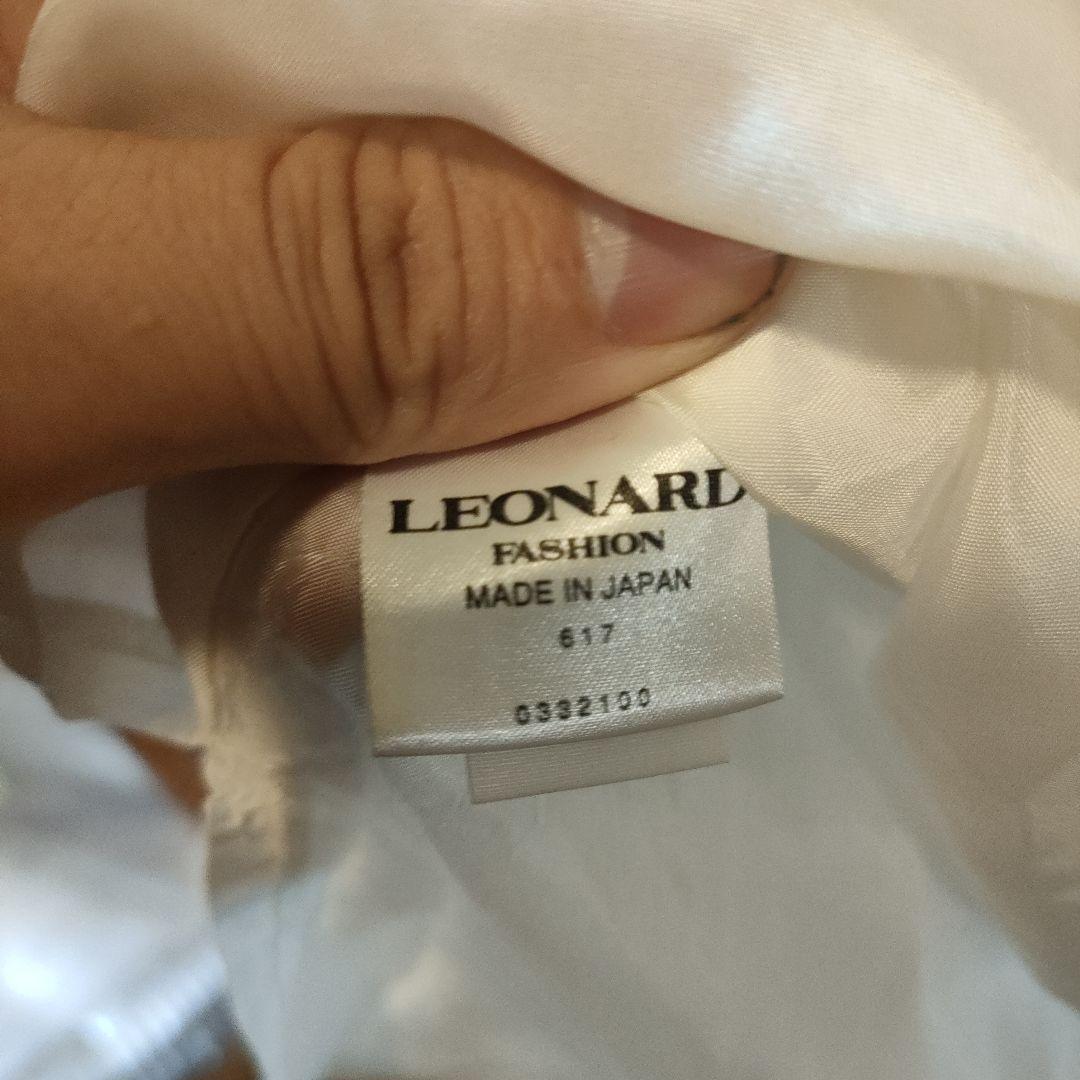 LEONARD
FASHION
MADE IN JAPAN
617
0332100